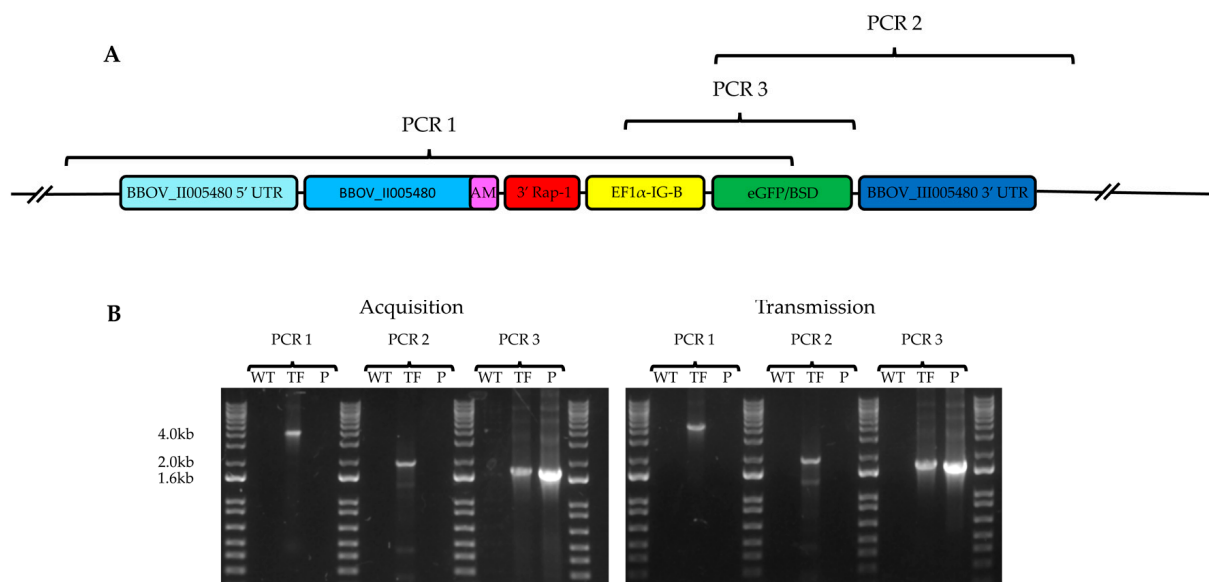 PCR 2
A
PCR 3
PCR 1
BBOV_II005480 5′ UTR BBOV_II005480 AM 3′ Rap-1 EF1α-IG-B eGFP/BSD BBOV_III005480 3′ UTR
B
Acquisition Transmission
PCR 1 PCR 2 PCR 3 PCR 1 PCR 2 PCR 3
WT TF P WT TF P WT TF P WT TF P WT TF P WT TF P
4.0kb
2.0kb
1.6kb